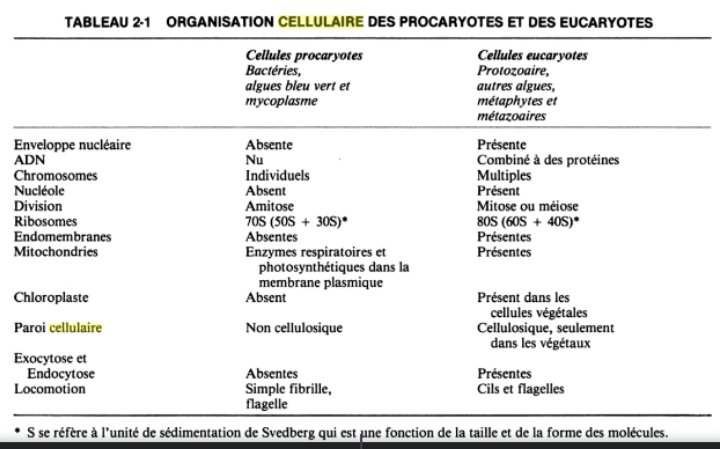 TABLEAU 2-1 ORGANISATION CELLULAIRE DES PROCARYOTES ET DES EUCARYOTES
Cellules procaryotes Cellules eucaryotes
Bactéries, Protozoaire,
algues bleu vert et autres algues,
mycoplasme métaphytes et
métazoaires
Enveloppe nucléaire Absente Présente
ADN Nu Combiné à des protéines
Chromosomes Individuels Multiples
Nucléole Absent Présent
Division Amitose Mitose ou méiose
Ribosomes 70S (50S + 30S)* 80S (60S + 40S)*
Endomembranes Absentes Présentes
Mitochondries Enzymes respiratoires et Présentes
photosynthétiques dans la
membrane plasmique
Chloroplaste Absent Présent dans les
cellules végétales
Paroi cellulaire Non cellulosique Cellulosique, seulement
dans les végétaux
Exocytose et
Endocytose Absentes Présentes
Locomotion Simple fibrille, Cils et flagelles
flagelle
* S se réfère à l'unité de sédimentation de Svedberg qui est une fonction de la taille et de la forme des molécules.